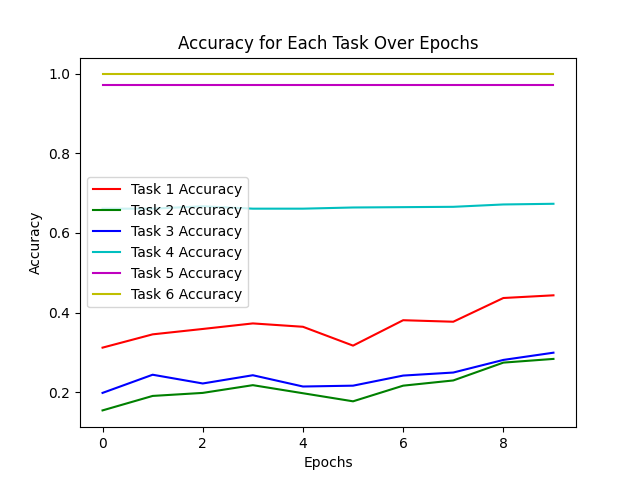 Accuracy for Each Task Over Epochs
1.0
0.8
0.6
0.4
0.2
Accuracy
Task 1 Accuracy
Task 2 Accuracy
Task 3 Accuracy
Task 4 Accuracy
Task 5 Accuracy
Task 6 Accuracy
0 2 4 6 8
Epochs